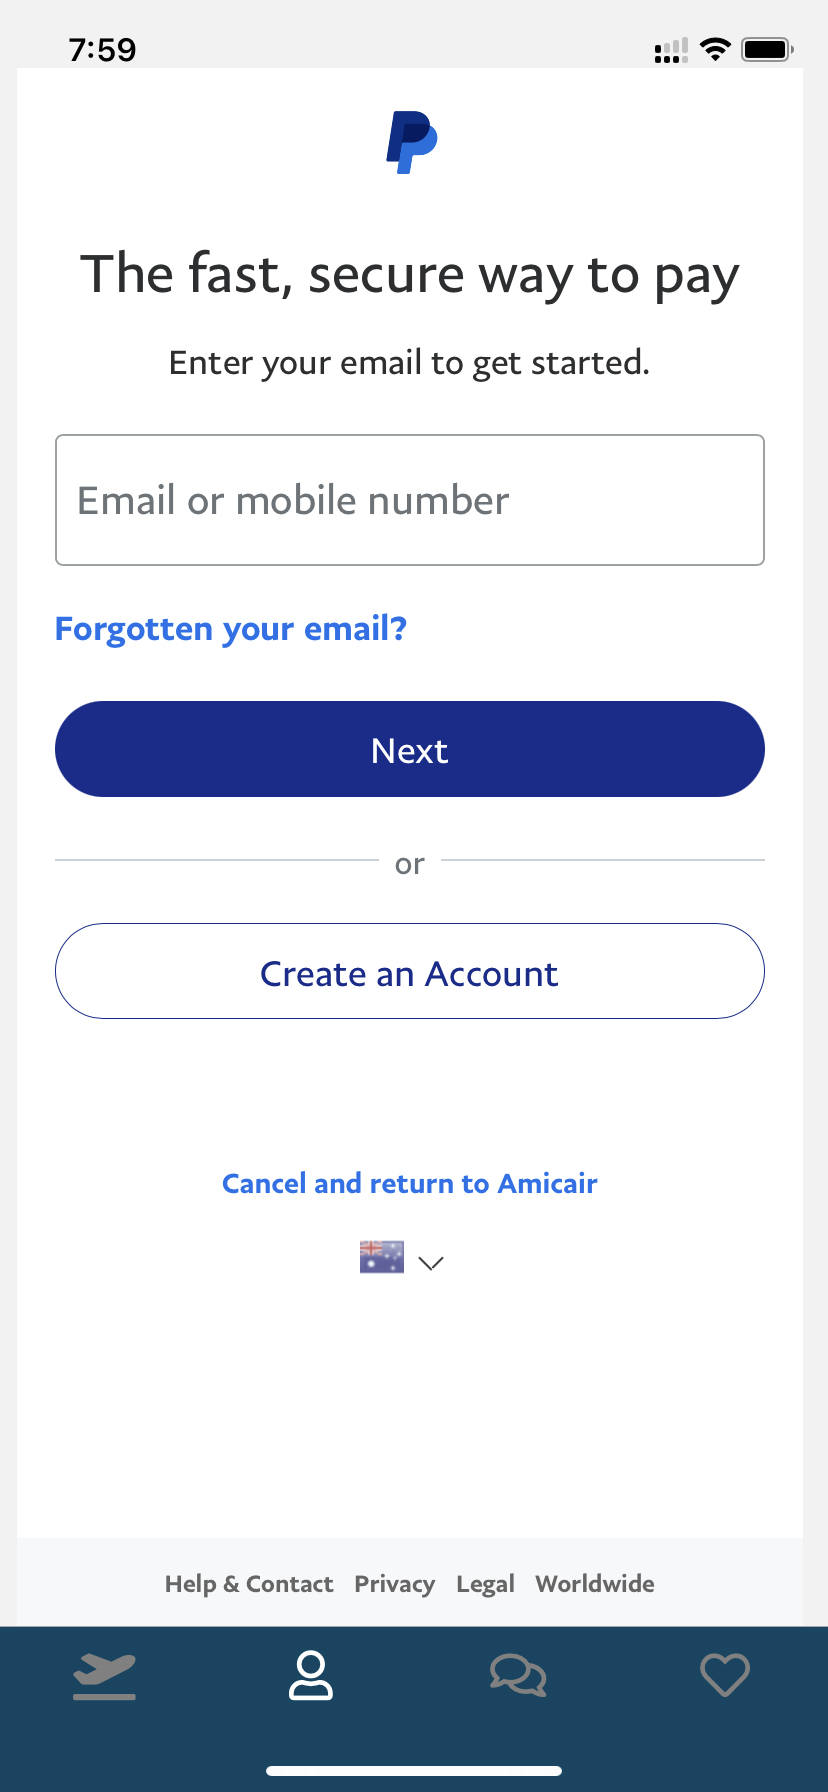 7:59
The fast, secure way to pay
Enter your email to get started.
Email or mobile number
Forgotten your email?
Next
or
Create an Account
Cancel and return to Amicair
Help & Contact Privacy Legal Worldwide